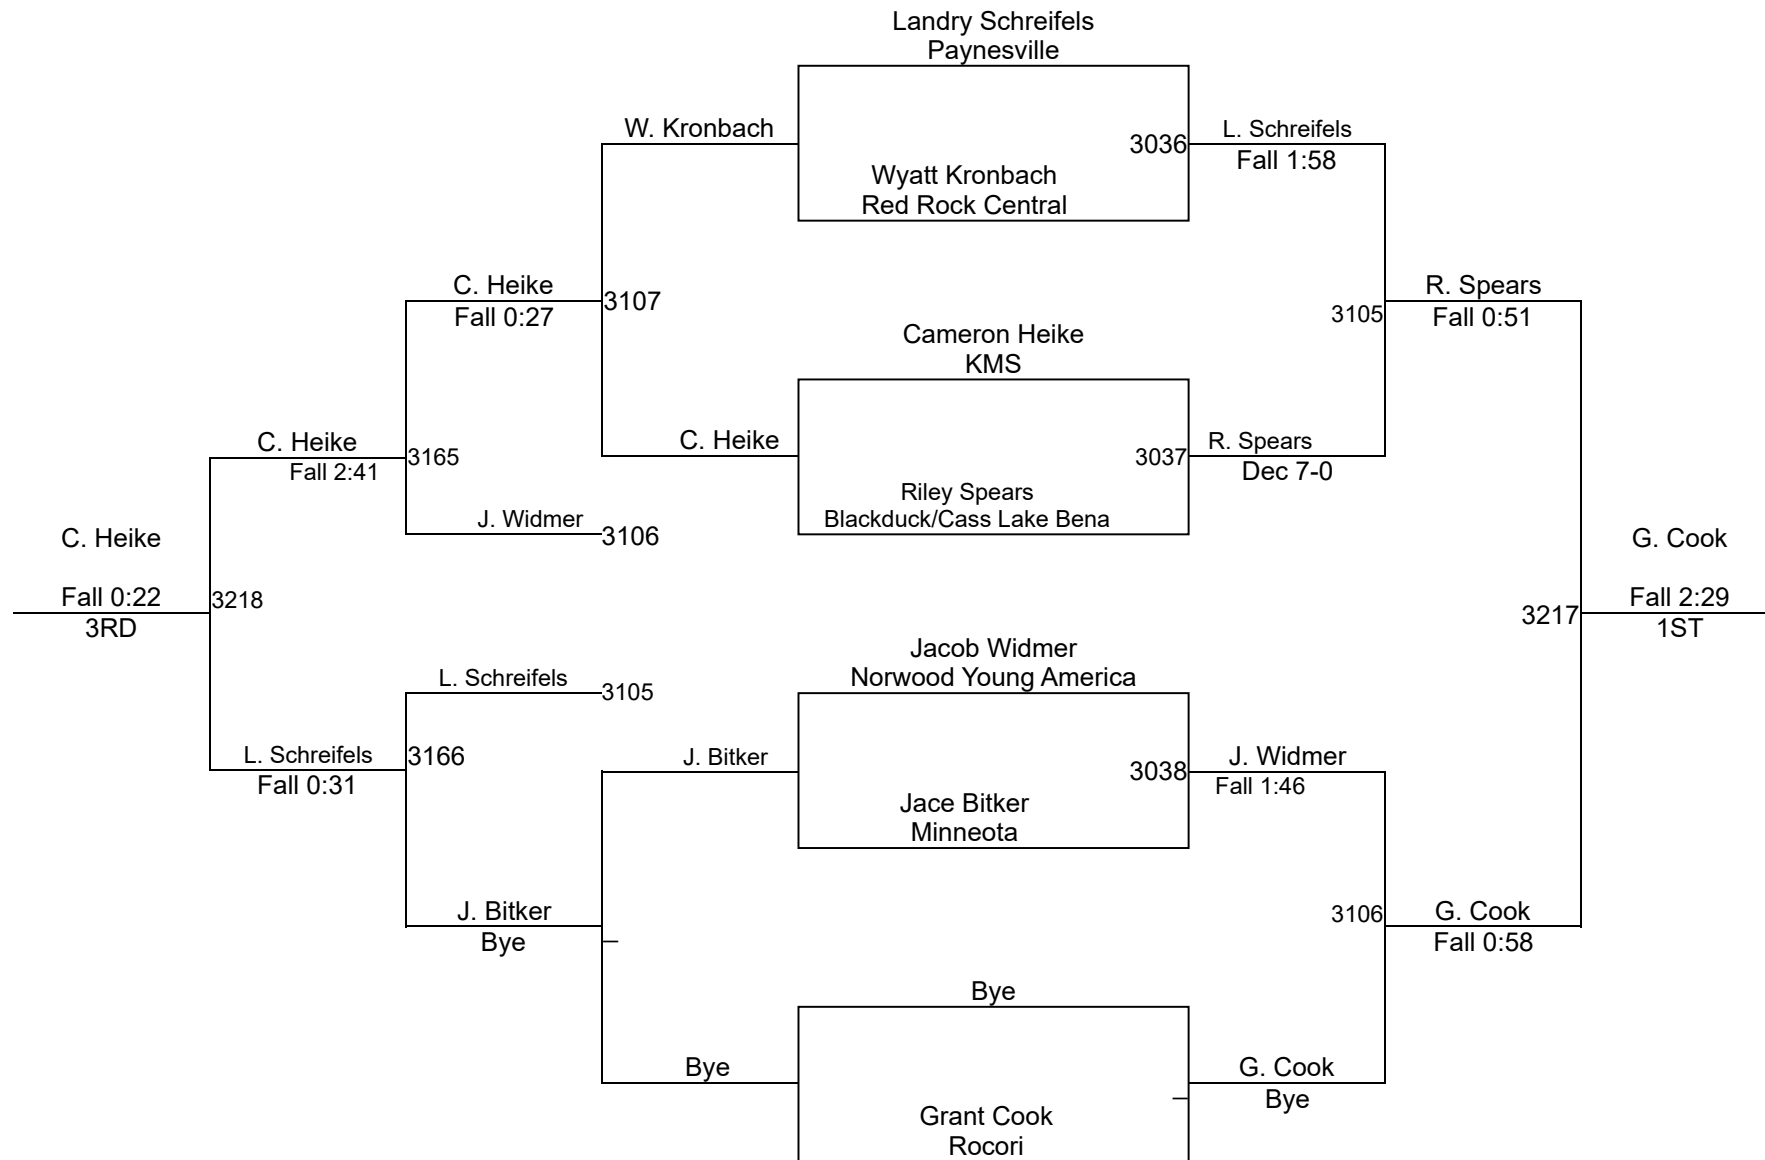 Landry Schreifels
Paynesville
W. Kronbach
3036
L. Schreifels
Fall 1:58
Wyatt Kronbach
Red Rock Central
C. Heike
Fall 0:27
3107
R. Spears
Fall 0:51
3105
Cameron Heike
KMS
C. Heike
Fall 2:41
3165
C. Heike
3037
R. Spears
Dec 7-0
Riley Spears
Blackduck/Cass Lake Bena
J. Widmer
3106
C. Heike
Fall 0:22
3RD
3218
G. Cook
Fall 2:29
1ST
3217
Jacob Widmer
Norwood Young America
L. Schreifels
3105
L. Schreifels
Fall 0:31
3166
J. Bitker
3038
J. Widmer
Fall 1:46
Jace Bitker
Minneota
J. Bitker
Bye
3106
G. Cook
Fall 0:58
Bye
Bye
G. Cook
Bye
Grant Cook
Rocori